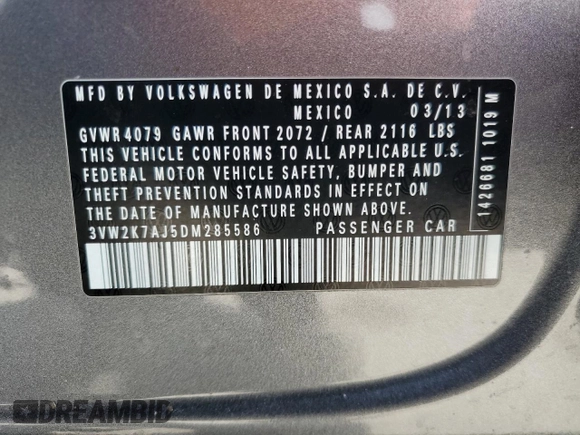 MFD BY VOLKSWAGEN DE MEXICO S.A. DE C.V.
MEXICO 03/13
GVWR 4079 GAWR FRONT 2072 / REAR 2116 LBS
THIS VEHICLE CONFORMS TO ALL APPLICABLE U.S.
FEDERAL MOTOR VEHICLE SAFETY, BUMPER AND
THEFT PREVENTION STANDARDS IN EFFECT ON
THE DATE OF MANUFACTURE SHOWN ABOVE.
3VW2K7AJ5DM285586 PASSENGER CAR
1426681 1019 M
DREAMBID